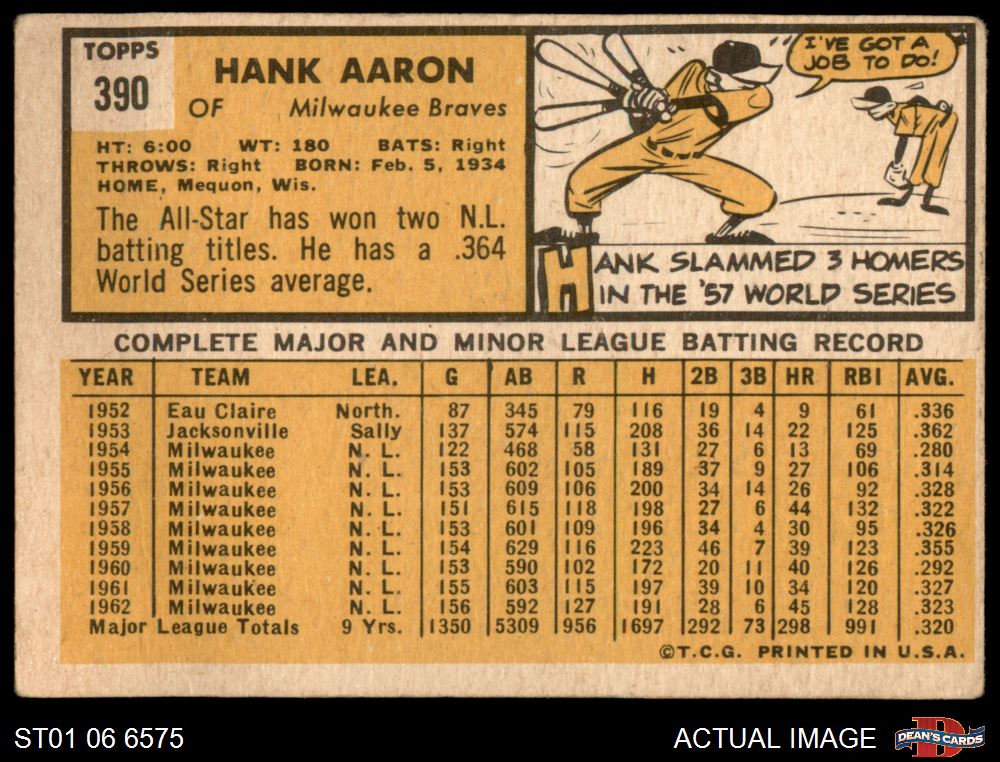 TOPPS
390
HANK AARON
OF Milwaukee Braves
HT: 6:00 WT: 180 BATS: Right
THROWS: Right BORN: Feb. 5, 1934
HOME, Mequon, Wis.
The All-Star has won two N.L.
batting titles. He has a .364
World Series average.
I'VE GOT A
JOB TO DO!
HANK SLAMMED 3 HOMERS
IN THE '57 WORLD SERIES
COMPLETE MAJOR AND MINOR LEAGUE BATTING RECORD
YEAR TEAM LEA. G AB R H 2B 3B HR RBI AVG.
1952 Eau Claire North. 87 345 79 116 19 4 9 61 .336
1953 Jacksonville Sally 137 574 115 208 36 14 22 125 .362
1954 Milwaukee N. L. 122 468 58 131 27 6 13 69 .280
1955 Milwaukee N. L. 153 602 105 189 37 9 27 106 .314
1956 Milwaukee N. L. 153 609 106 200 34 14 26 92 .328
1957 Milwaukee N. L. 151 615 118 198 27 6 44 132 .322
1958 Milwaukee N. L. 153 601 109 196 34 4 30 95 .326
1959 Milwaukee N. L. 154 629 116 223 46 7 39 123 .355
1960 Milwaukee N. L. 153 590 102 172 20 11 40 126 .292
1961 Milwaukee N. L. 155 603 115 197 39 10 34 120 .327
1962 Milwaukee N. L. 156 592 127 191 28 6 45 128 .323
Major League Totals 9 Yrs. 1350 5309 956 1697 292 73 298 991 .320
©T.C.G. PRINTED IN U.S.A.
ST01 06 6575
ACTUAL IMAGE
D
DEAN'S CARDS